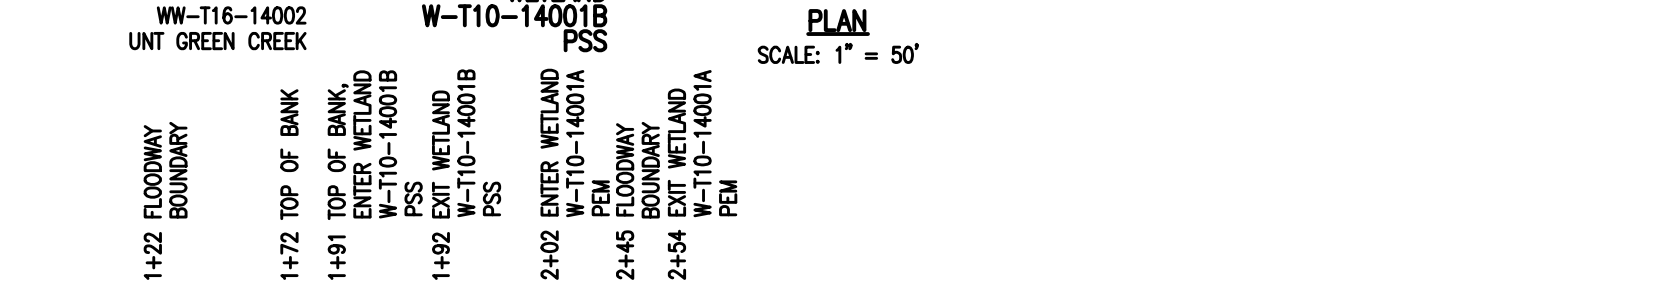 WETLAND
WW-T16-14002
UNT GREEN CREEK
W-T10-14001B
PSS
PLAN
SCALE: 1" = 50'
1+22 FLOODWAY
BOUNDARY
1+72 TOP OF BANK
1+91 TOP OF BANK,
ENTER WETLAND
W-T10-14001B
PSS
1+92 EXIT WETLAND
W-T10-14001B
PSS
2+02 ENTER WETLAND
W-T10-14001A
PEM
2+45 FLOODWAY
BOUNDARY
2+54 EXIT WETLAND
W-T10-14001A
PEM